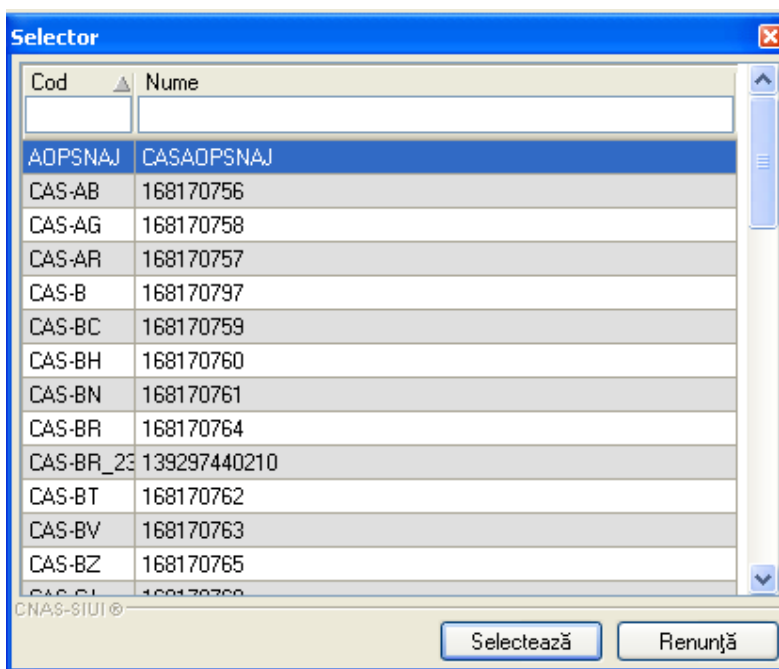 Selector
Cod Nume
AOPSNAJ CASAOPSNAJ
CAS-AB 168170756
CAS-AG 168170758
CAS-AR 168170757
CAS-B 168170797
CAS-BC 168170759
CAS-BH 168170760
CAS-BN 168170761
CAS-BR 168170764
CAS-BR_23 139297440210
CAS-BT 168170762
CAS-BV 168170763
CAS-BZ 168170765
CNAS-SIUI®
Selectează Renunţă